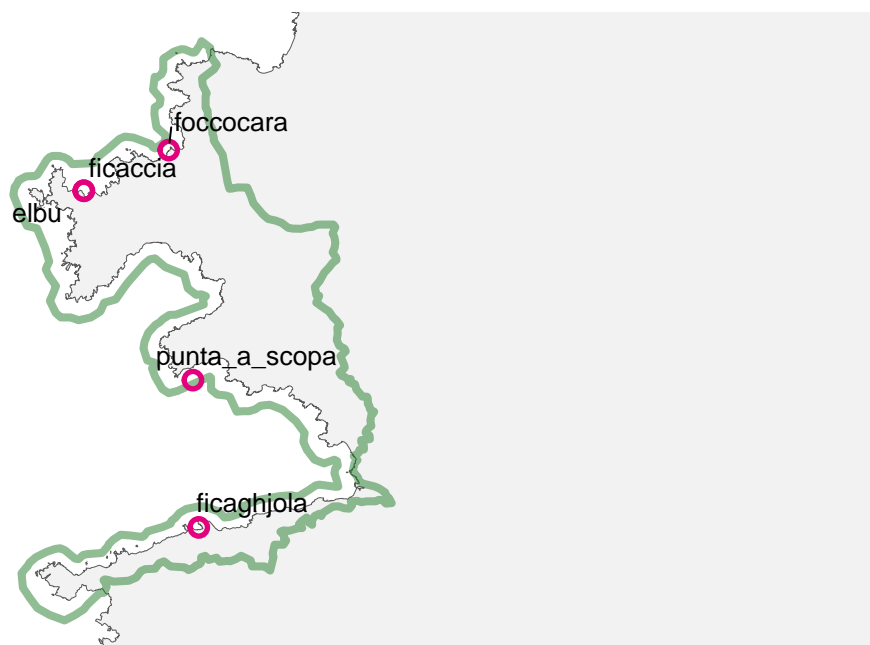 foccocara
ficaccia
elbu
punta_a_scopa
ficaghjola